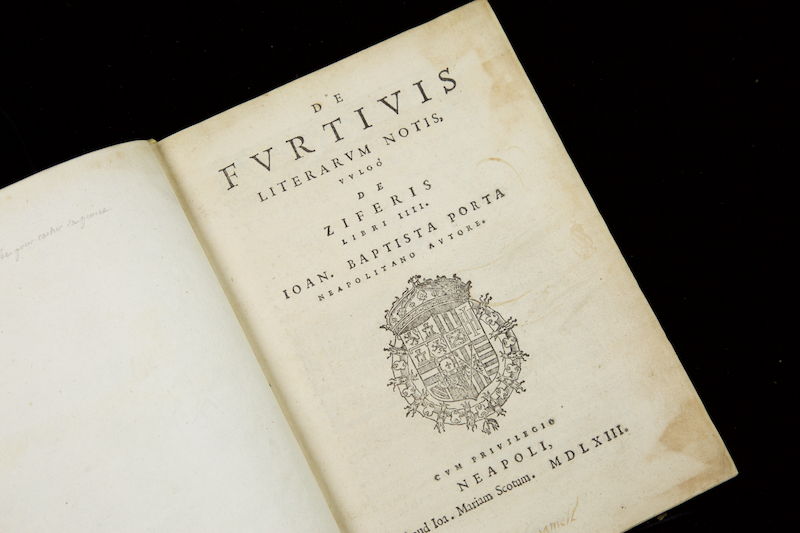 DE
FVRTIVIS
LITERARVM NOTIS,
VVLGÒ
DE
ZIFERIS
LIBRI IIII.
IOAN. BAPTISTA PORTA
NEAPOLITANO AVTORE.
CVM PRIVILEGIO
NEAPOLI,
Ioa. Mariam Scotum. MDLXIII.